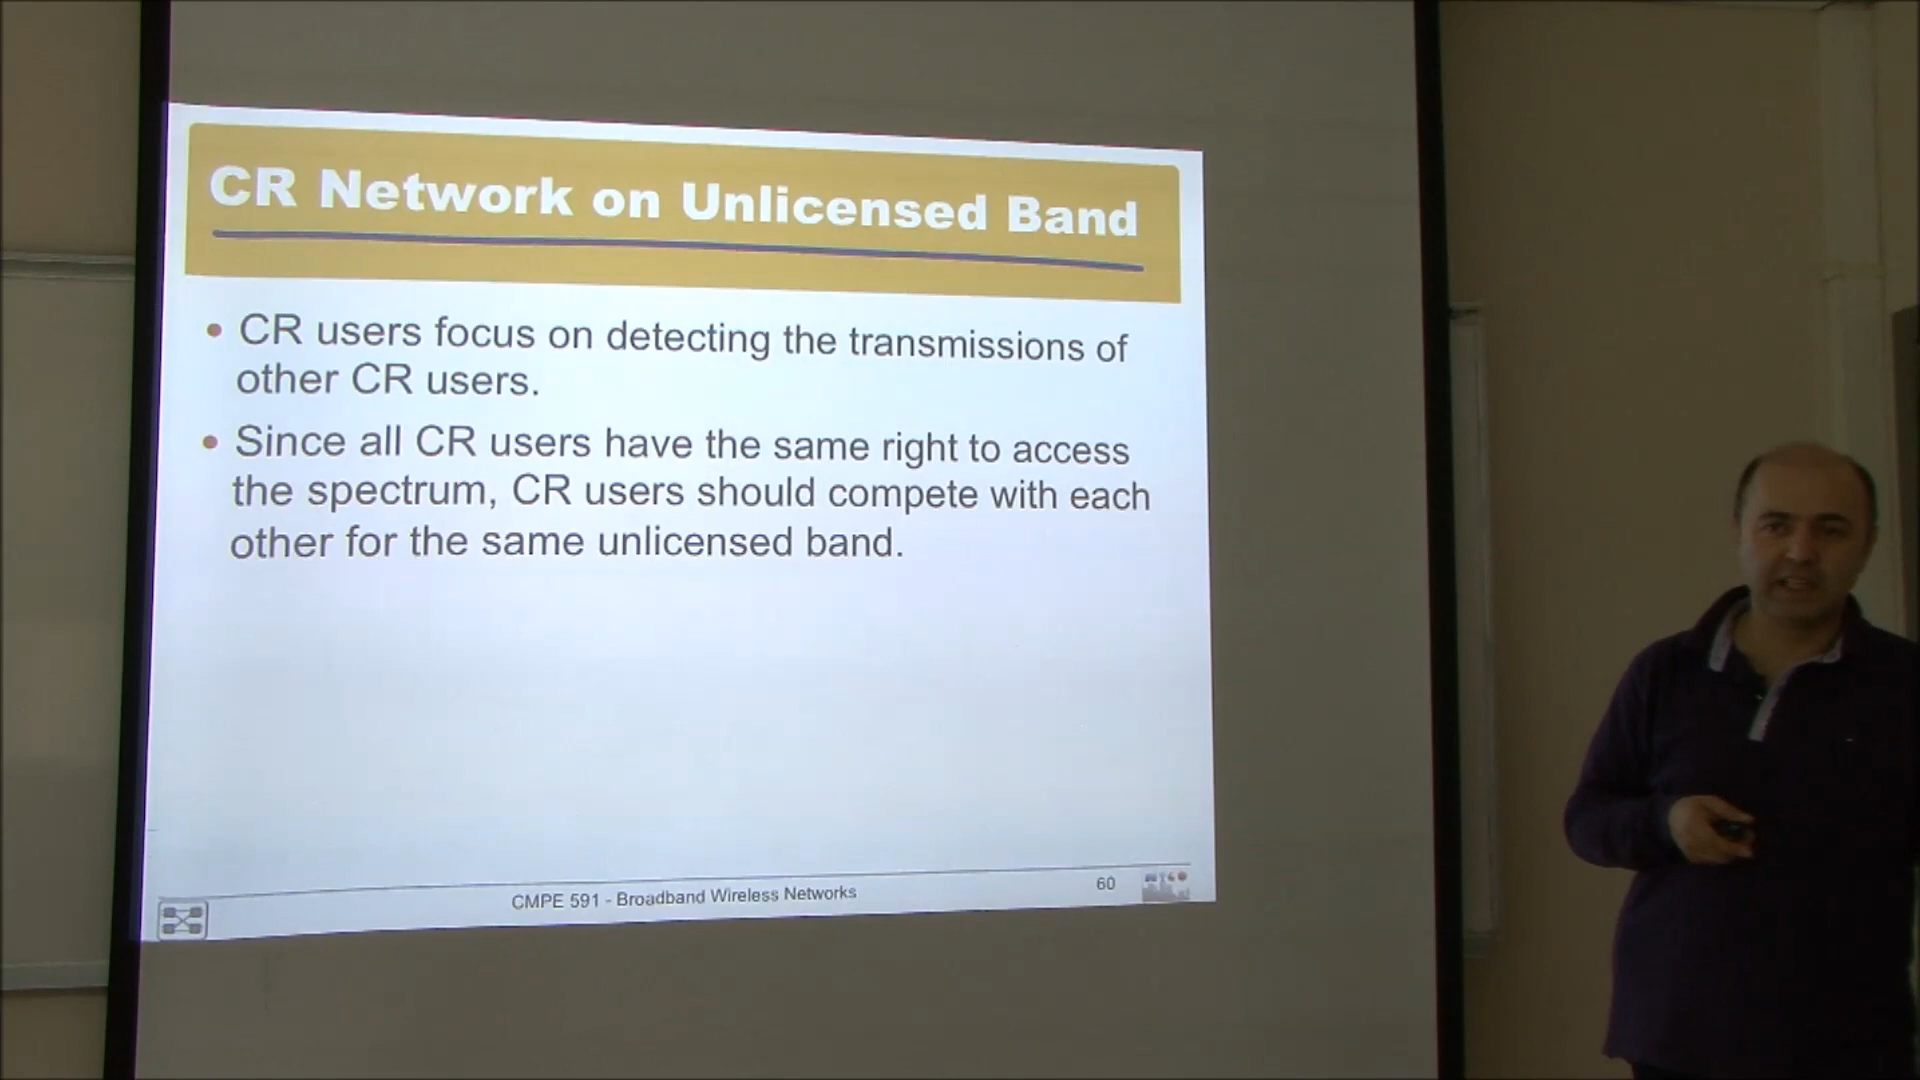 CR Network on Unlicensed Band
• CR users focus on detecting the transmissions of
other CR users.
• Since all CR users have the same right to access
the spectrum, CR users should compete with each
other for the same unlicensed band.
CMPE 591 - Broadband Wireless Networks
60